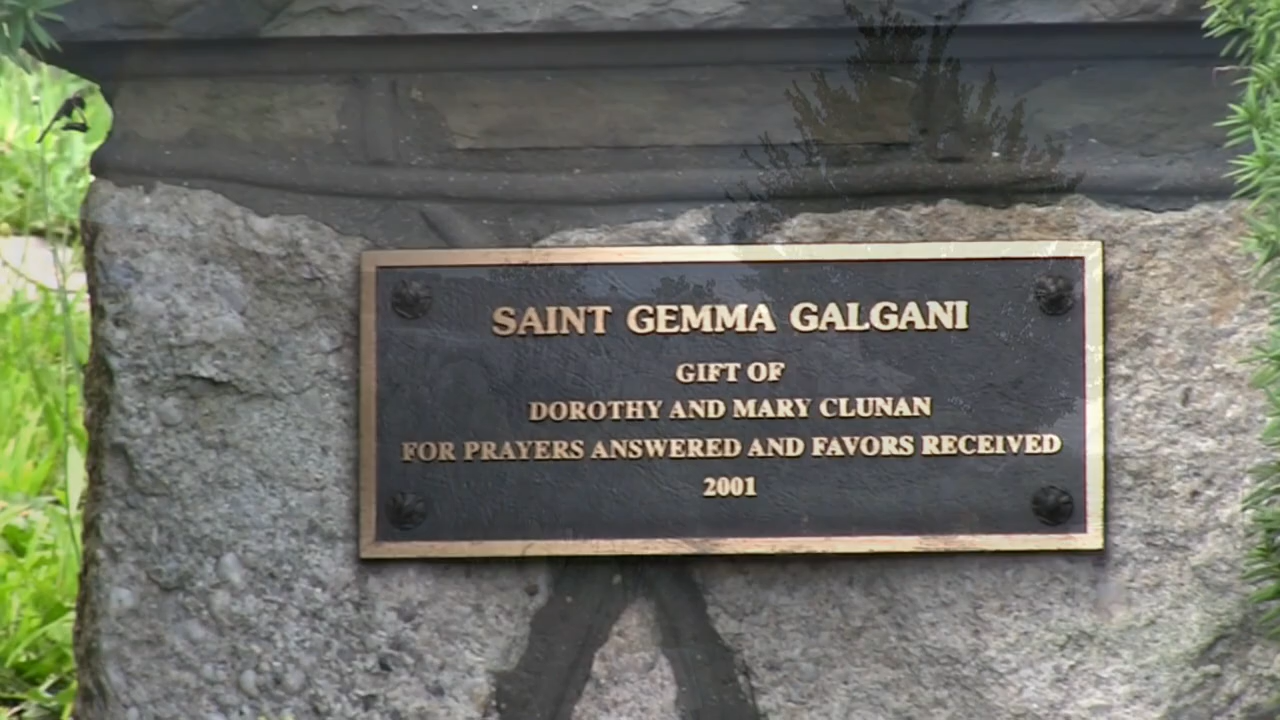 SAINT GEMMA GALGANI
GIFT OF
DOROTHY AND MARY CLUNAN
FOR PRAYERS ANSWERED AND FAVORS RECEIVED
2001